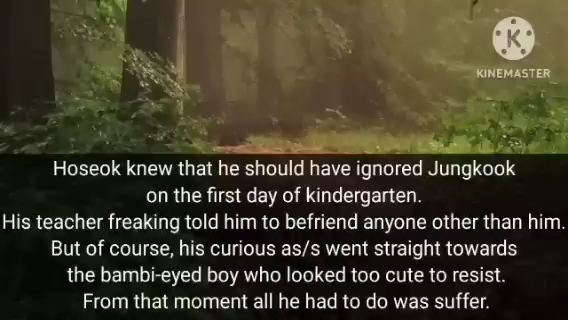 KINEMASTER
Hoseok knew that he should have ignored Jungkook
on the first day of kindergarten.
His teacher freaking told him to befriend anyone other than him.
But of course, his curious as/s went straight towards
the bambi-eyed boy who looked too cute to resist.
From that moment all he had to do was suffer.